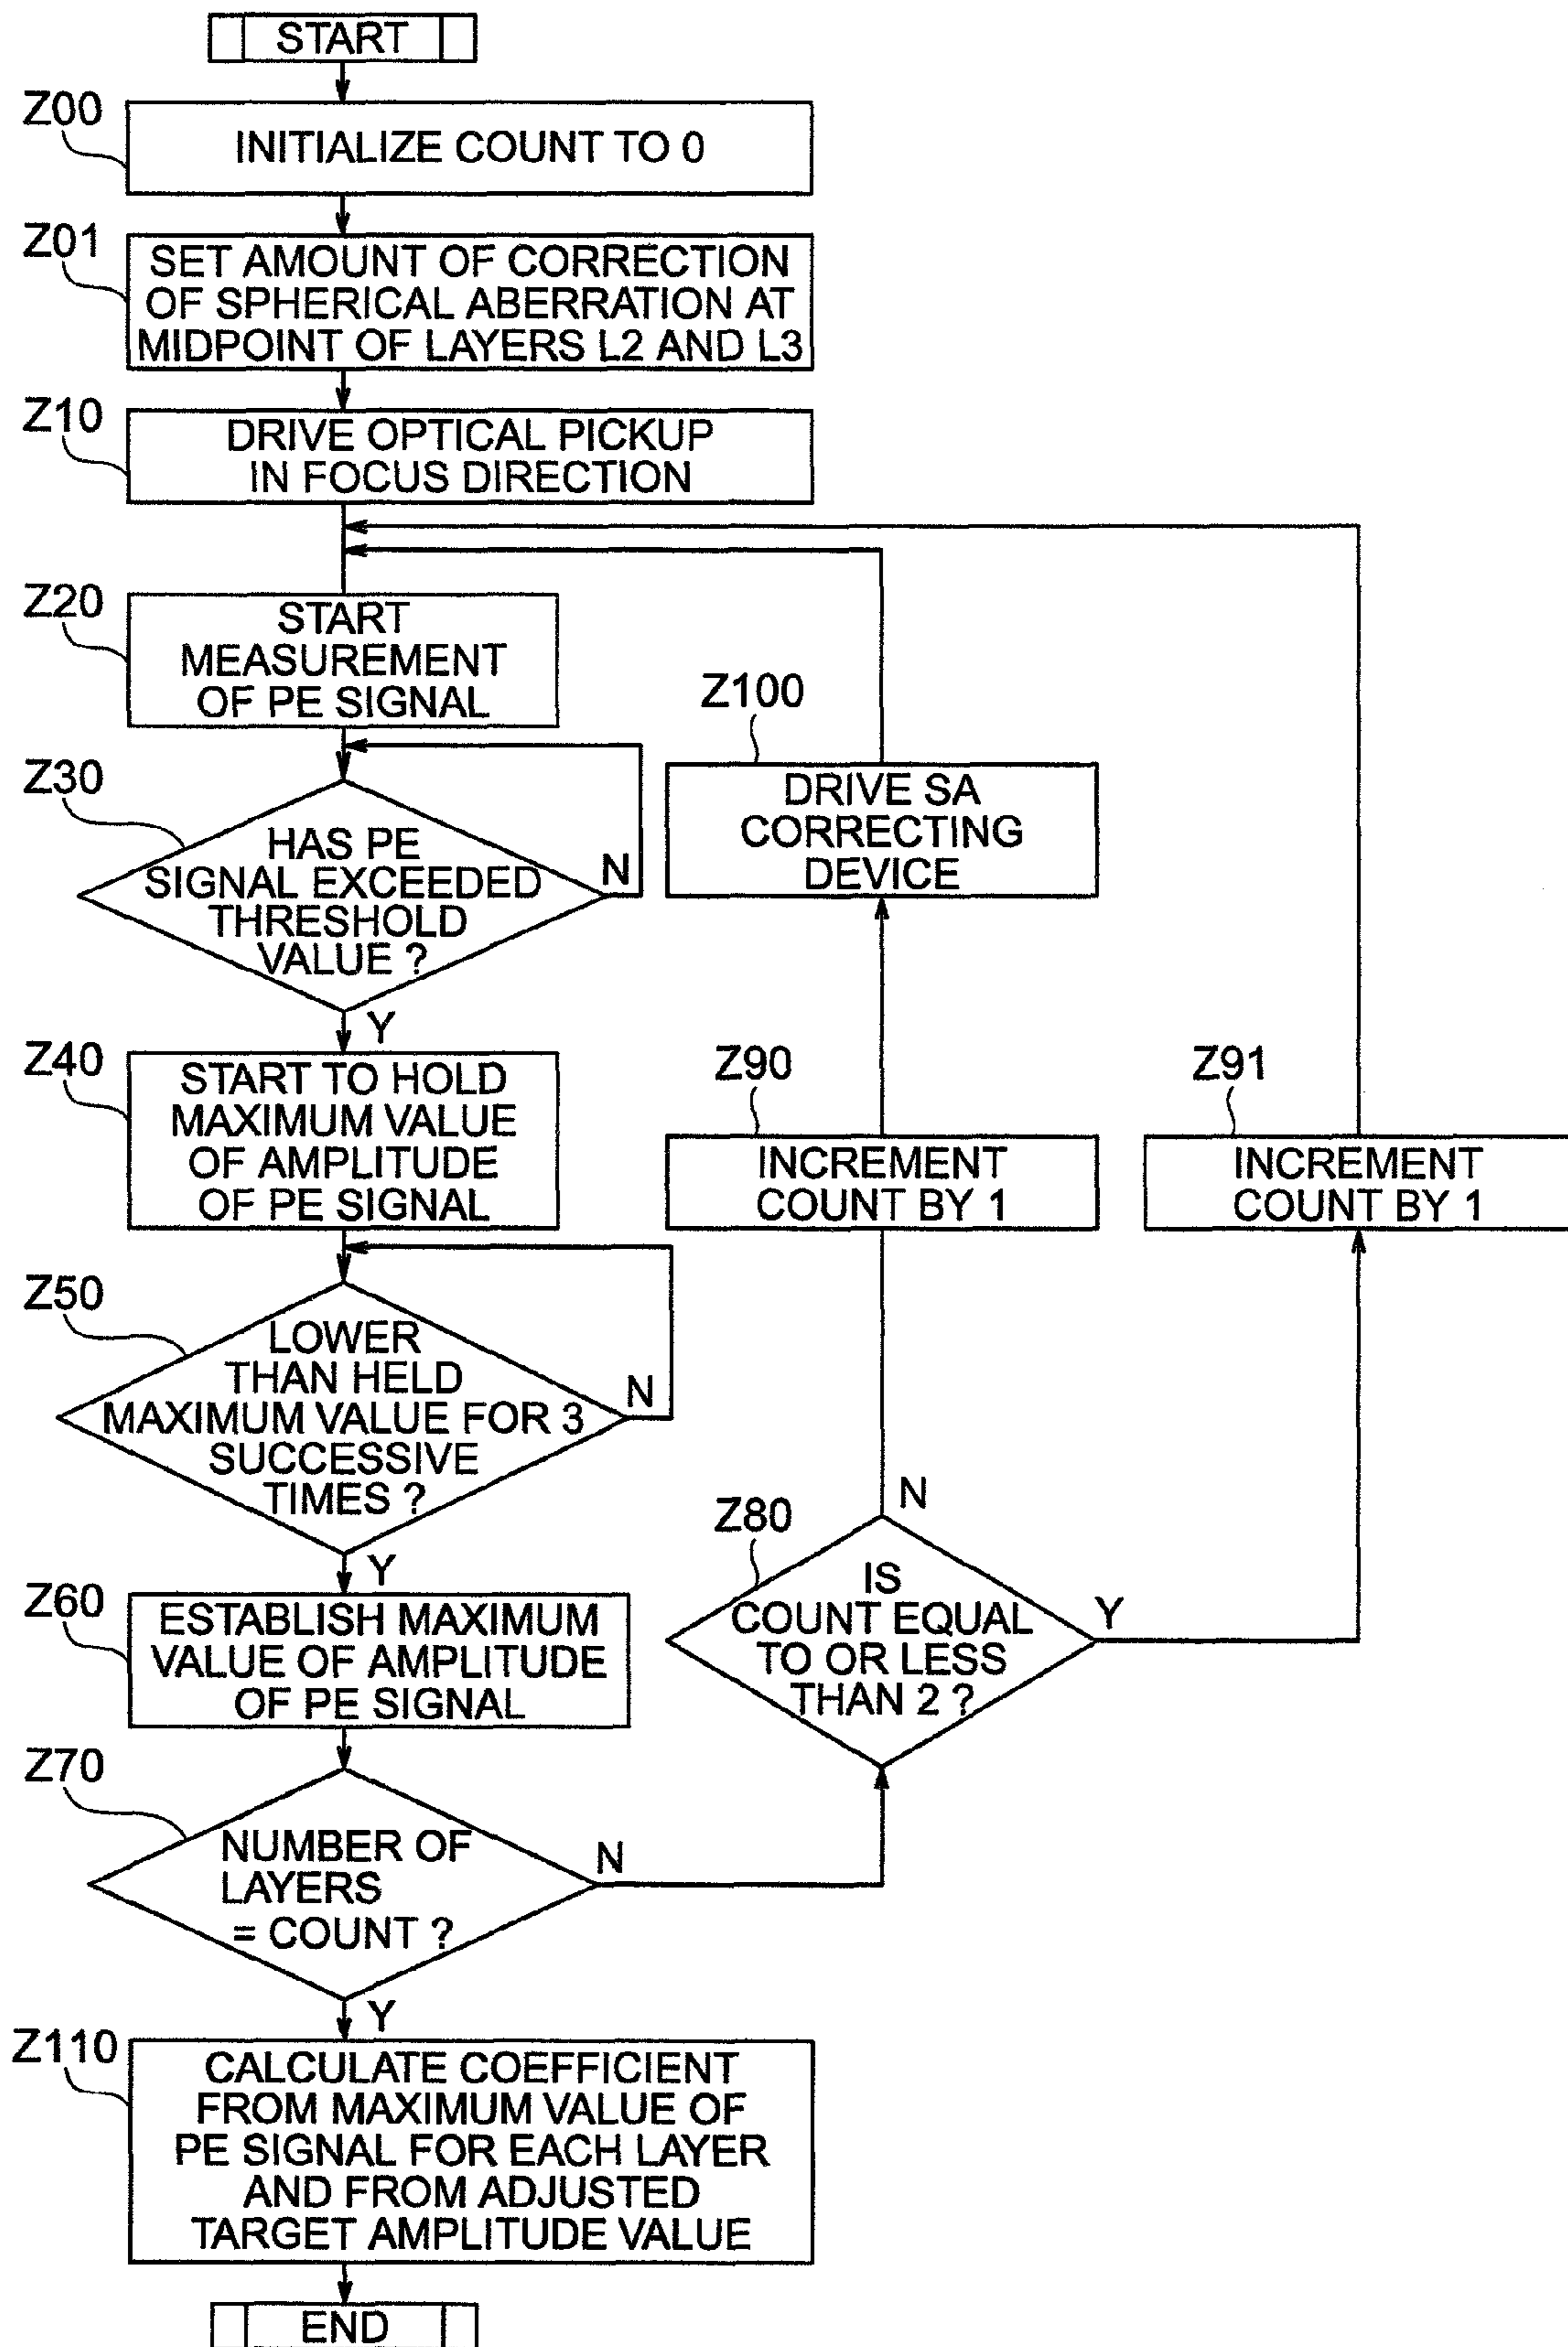 START
Z00
INITIALIZE COUNT TO 0
Z01
SET AMOUNT OF CORRECTION
OF SPHERICAL ABERRATION AT
MIDPOINT OF LAYERS L2 AND L3
Z10
DRIVE OPTICAL PICKUP
IN FOCUS DIRECTION
Z20
START
MEASUREMENT
OF PE SIGNAL
Z100
DRIVE SA
CORRECTING
DEVICE
Z30
HAS PE
SIGNAL EXCEEDED
THRESHOLD
VALUE ?
N
Y
Z40
START TO HOLD
MAXIMUM VALUE
OF AMPLITUDE
OF PE SIGNAL
Z90
INCREMENT
COUNT BY 1
Z91
INCREMENT
COUNT BY 1
Z50
LOWER
THAN HELD
MAXIMUM VALUE FOR 3
SUCCESSIVE
TIMES ?
N
Y
Z80
IS
COUNT EQUAL
TO OR LESS
THAN 2 ?
N
Y
Z60
ESTABLISH MAXIMUM
VALUE OF AMPLITUDE
OF PE SIGNAL
Z70
NUMBER OF
LAYERS
= COUNT ?
N
Y
Z110
CALCULATE COEFFICIENT
FROM MAXIMUM VALUE OF
PE SIGNAL FOR EACH LAYER
AND FROM ADJUSTED
TARGET AMPLITUDE VALUE
END